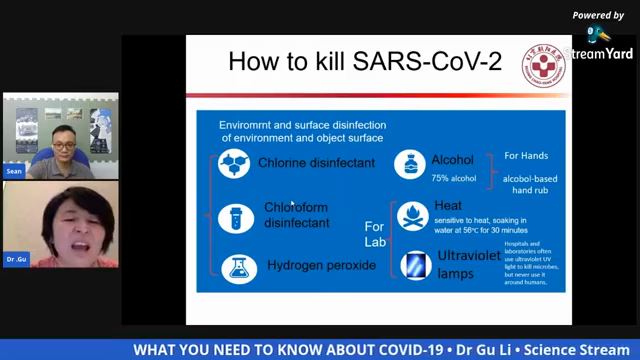 Powered by
StreamYard
How to kill SARS-CoV-2
Enviromrnt and surface disinfection
of environment and object surface
Chlorine disinfectant
Chloroform
disinfectant
Hydrogen peroxide
Alcohol
75% alcohol
For Hands
alcobol-based
hand rub
For
Lab
Heat
sensitive to heat, soaking in
water at 56℃ for 30 minutes
Ultraviolet
lamps
Hospitals and
laboratories often
use ultraviolet UV
light to kill microbes,
but never use it
around humans.
Sean
Dr .Gu
WHAT YOU NEED TO KNOW ABOUT COVID-19 • Dr Gu Li • Science Stream